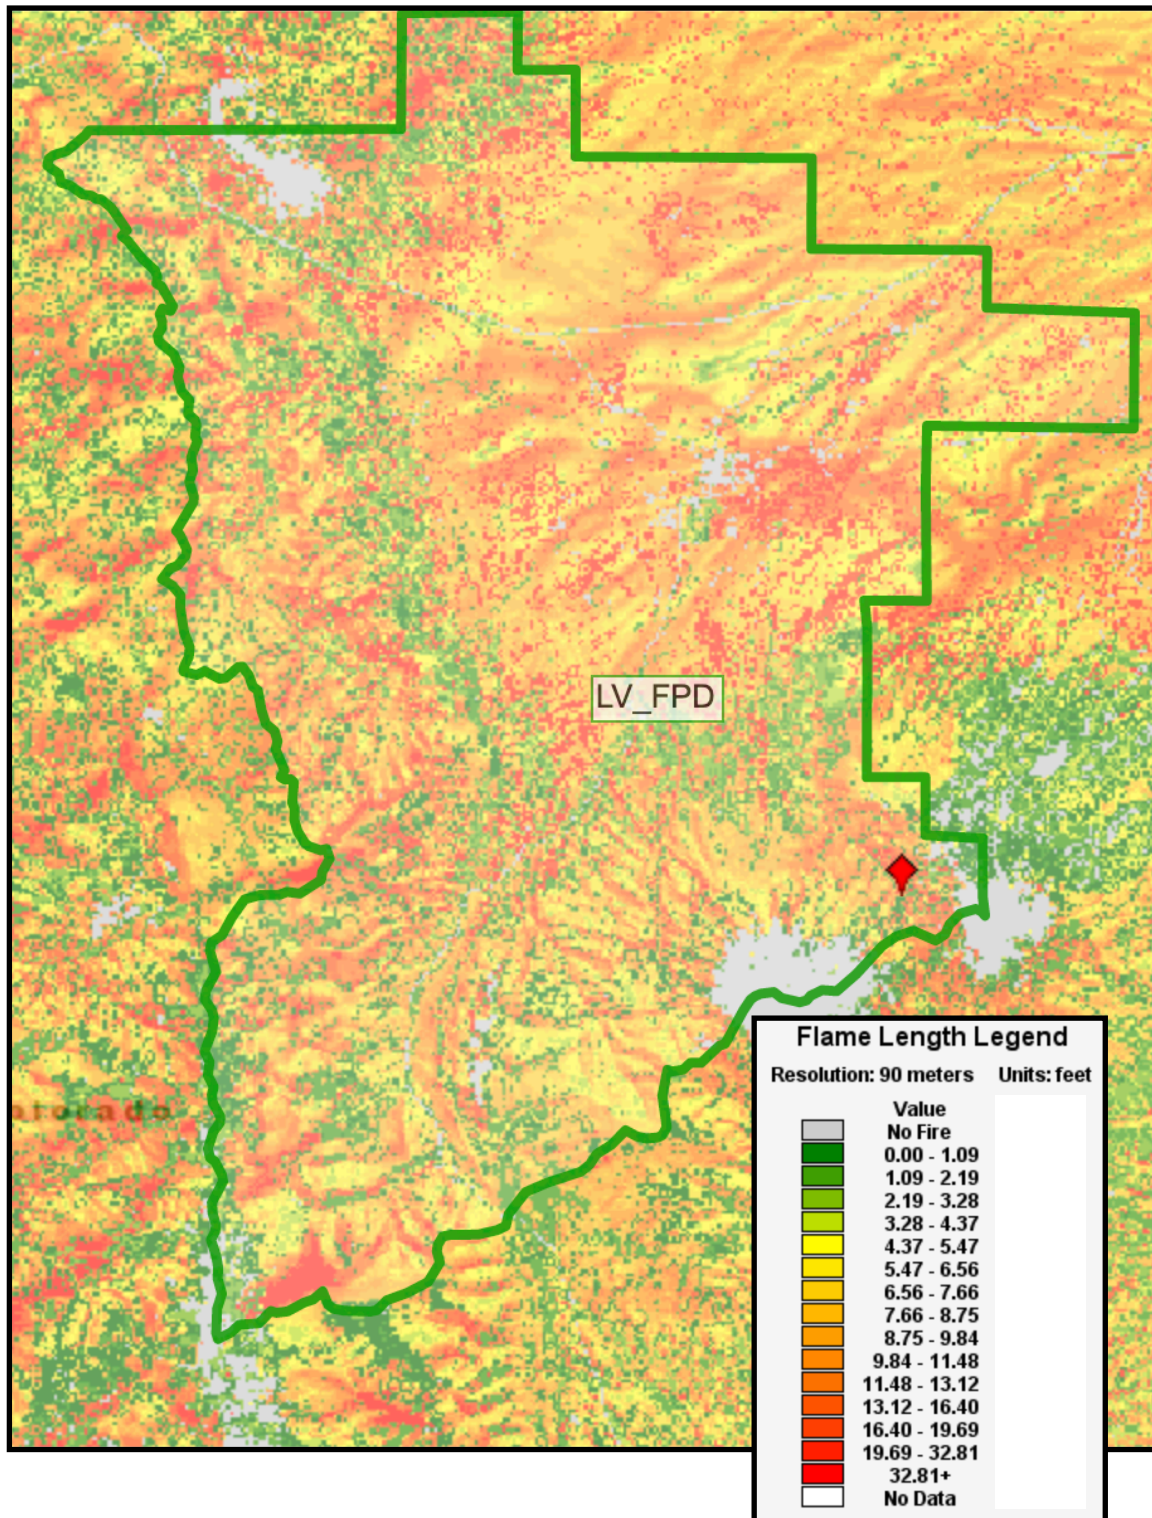 LV_FPD
Flame Length Legend
Resolution: 90 meters Units: feet
Value
No Fire
0.00 - 1.09
1.09 - 2.19
2.19 - 3.28
3.28 - 4.37
4.37 - 5.47
5.47 - 6.56
6.56 - 7.66
7.66 - 8.75
8.75 - 9.84
9.84 - 11.48
11.48 - 13.12
13.12 - 16.40
16.40 - 19.69
19.69 - 32.81
32.81+
No Data